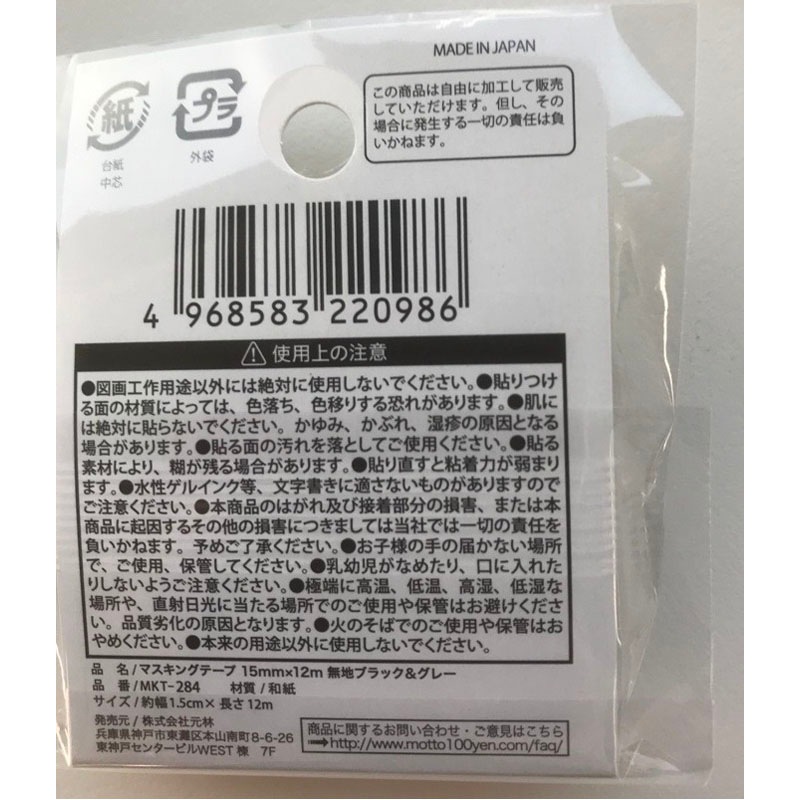 MADE IN JAPAN
この商品は自由に加工して販売
していただけます。但し、その
場合に発生する一切の責任は負
いかねます。
紙
台紙
中芯
プラ
外袋
4 968583 220986
使用上の注意
●図画工作用途以外には絶対に使用しないでください。●貼りつけ
る面の材質によっては、色落ち、色移りする恐れがあります。●肌に
は絶対に貼らないでください。かゆみ、かぶれ、湿疹の原因となる
場合があります。●貼る面の汚れを落としてご使用ください。●貼る
素材により、糊が残る場合があります。●貼り直すと粘着力が弱まり
ます。●水性ゲルインク等、文字書きに適さないものがありますので
ご注意ください。●本商品のはがれ及び接着部分の損害、または本
商品に起因するその他の損害につきましては当社では一切の責任を
負いかねます。予めご了承ください。●お子様の手の届かない場所
で、ご使用、保管してください。●乳幼児がなめたり、口に入れた
りしないようご注意ください。●極端に高温、低温、高湿、低湿な
場所や、直射日光に当たる場所でのご使用や保管はお避けくださ
い。品質劣化の原因となります。●火のそばでのご使用や保管はお
やめください。●本来の用途以外に使用しないでください。
品 名/マスキングテープ 15mm×12m 無地ブラック&グレー
品 番/MKT-284 材質/和紙
サイズ/約幅1.5cm×長さ12m
発売元/株式会社元林
兵庫県神戸市東灘区本山南町8-6-26
東神戸センタービルWEST棟 7F
商品に関するお問い合わせ・ご意見はこちら
➡http://www.motto100yen.com/faq/